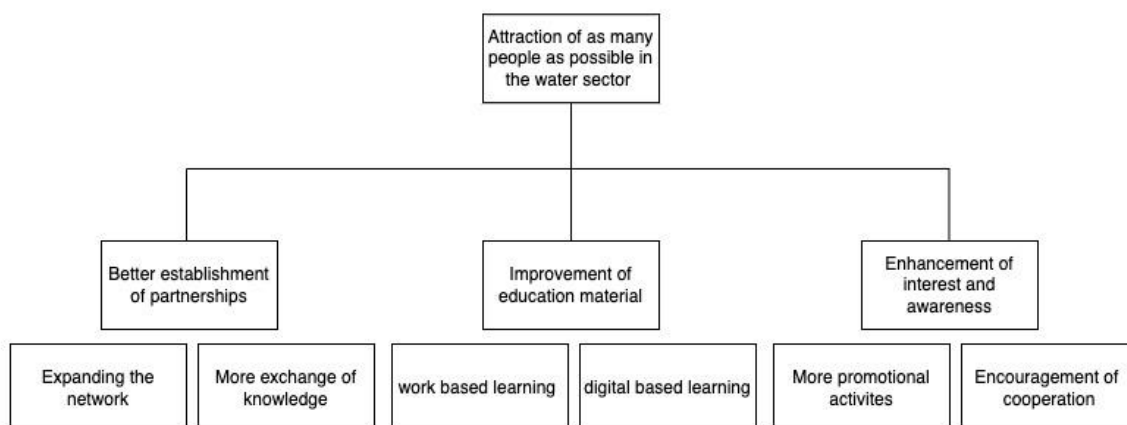 Attraction of as many
people as possible in
the water sector
Better establishment
of partnerships
Improvement of
education material
Enhancement of
interest and
awareness
Expanding the
network
More exchange of
knowledge
work based learning
digital based learning
More promotional
activites
Encouragement of
cooperation